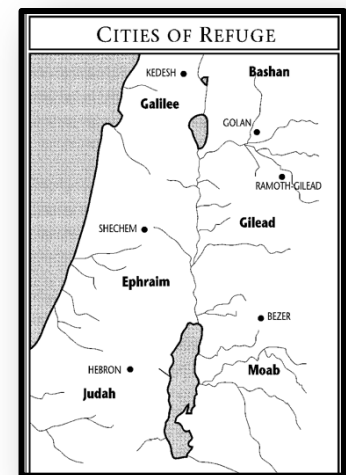 CITIES OF REFUGE
KEDESH
Bashan
Galilee
GOLAN
RAMOTH-GILEAD
SHECHEM
Gilead
Ephraim
BEZER
HEBRON
Moab
Judah